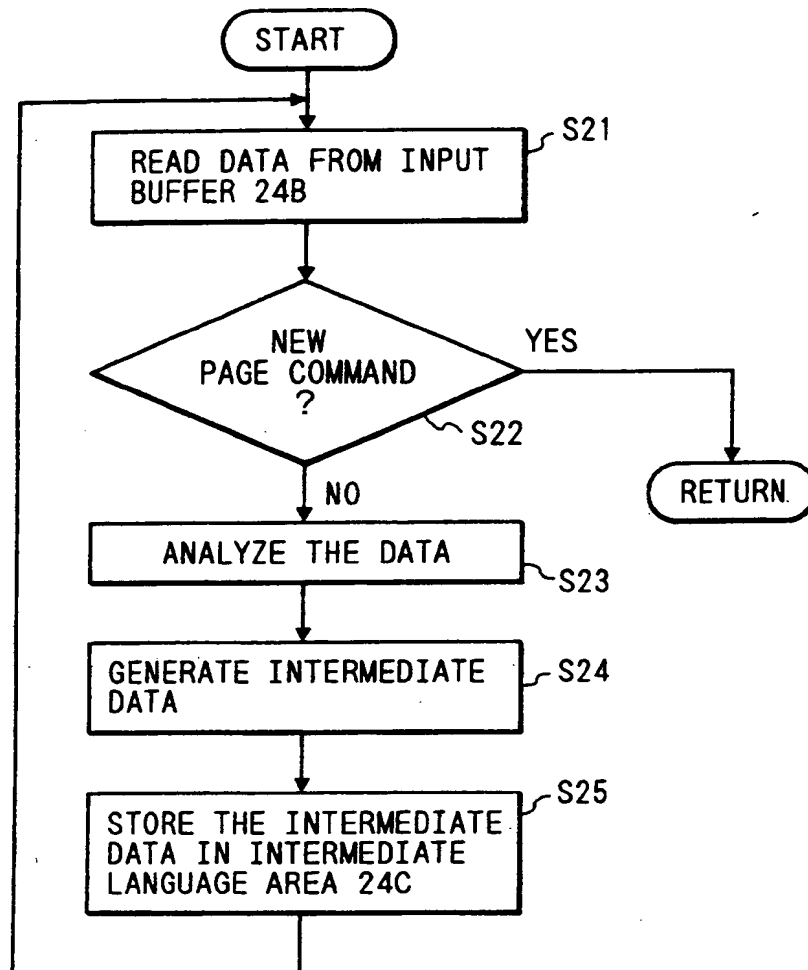 START
S21
READ DATA FROM INPUT
BUFFER 24B
NEW
PAGE COMMAND
?
YES
S22
NO
RETURN
ANALYZE THE DATA
S23
GENERATE INTERMEDIATE
DATA
S24
S25
STORE THE INTERMEDIATE
DATA IN INTERMEDIATE
LANGUAGE AREA 24C